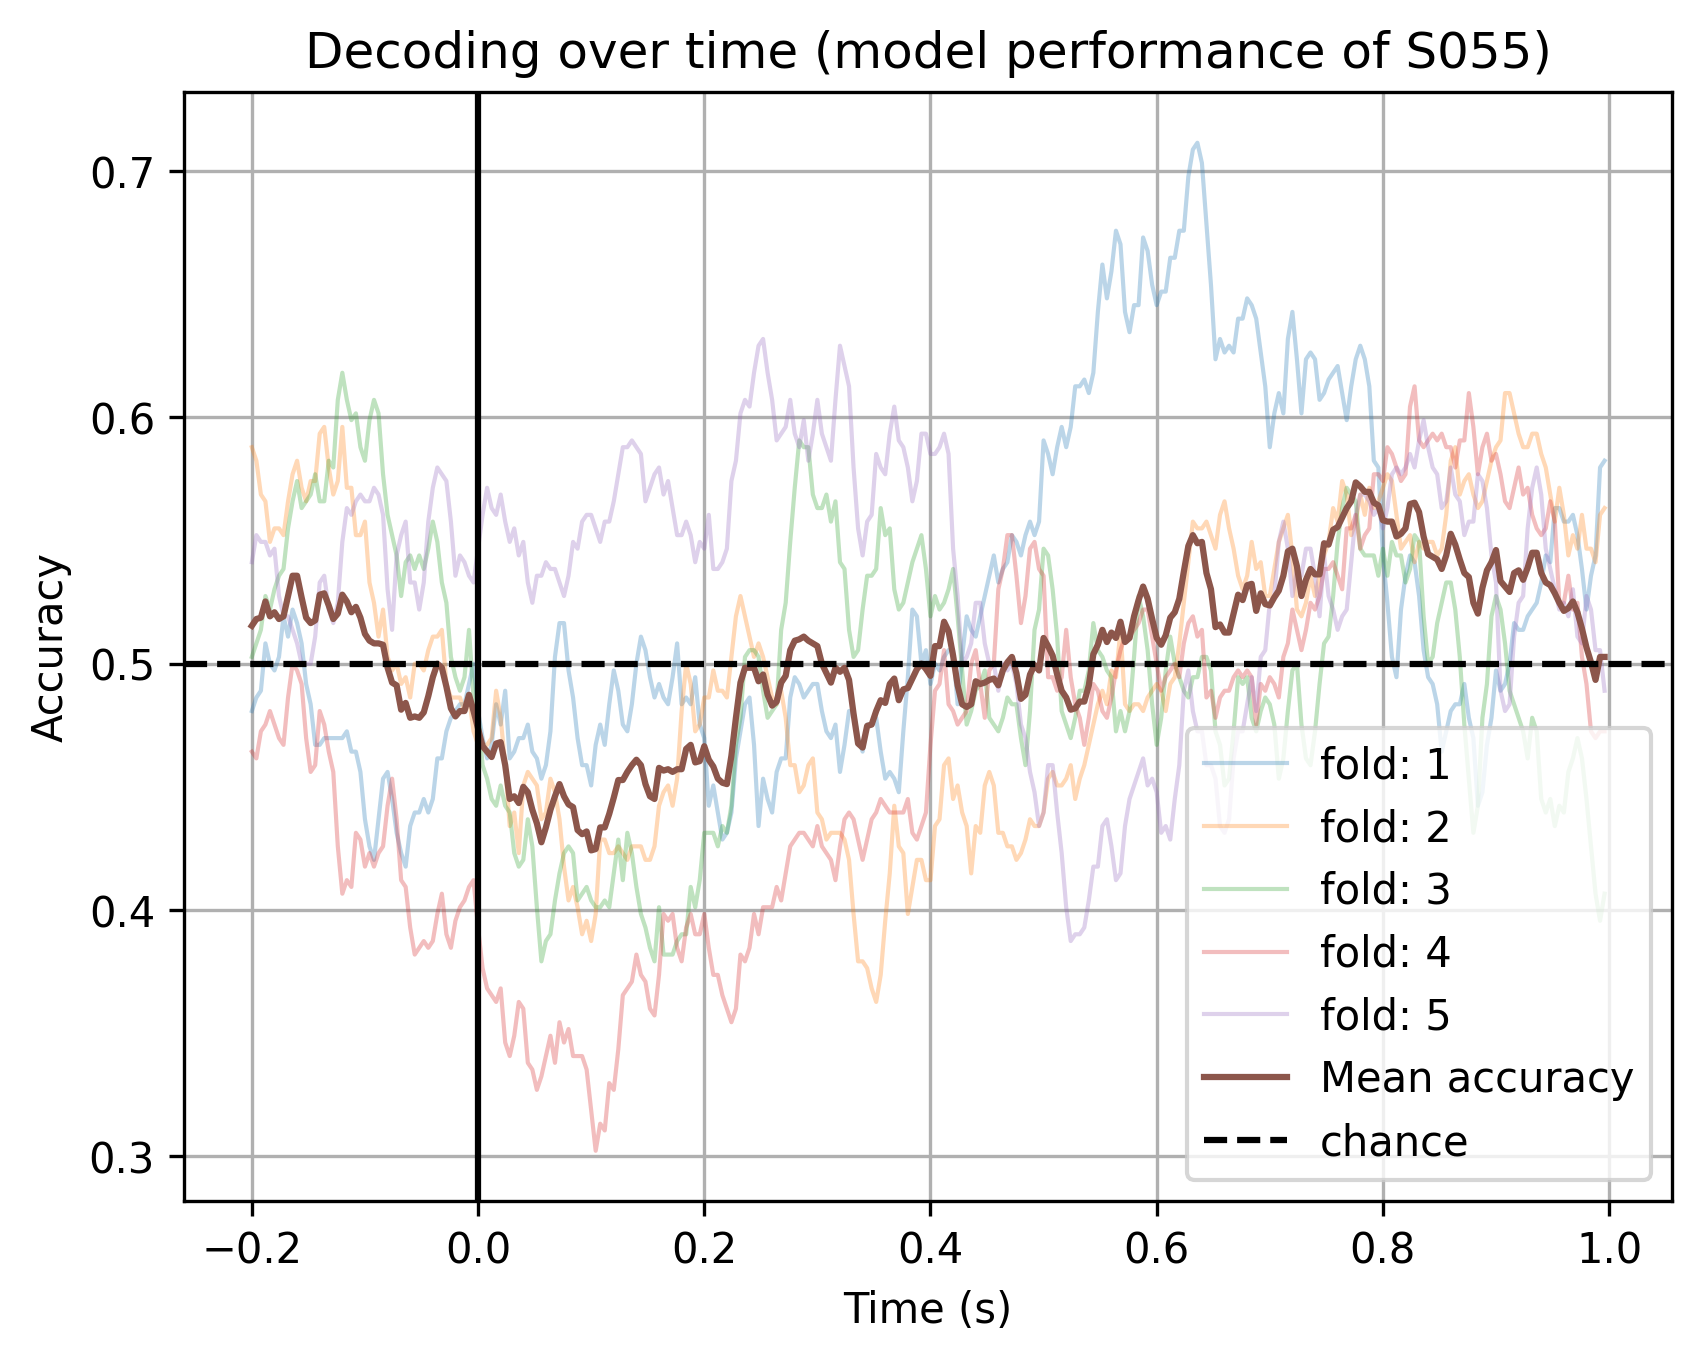 Decoding over time (model performance of S055)
Accuracy
0.7
0.6
0.5
0.4
0.3
−0.2 0.0 0.2 0.4 0.6 0.8 1.0
Time (s)
fold: 1
fold: 2
fold: 3
fold: 4
fold: 5
Mean accuracy
chance